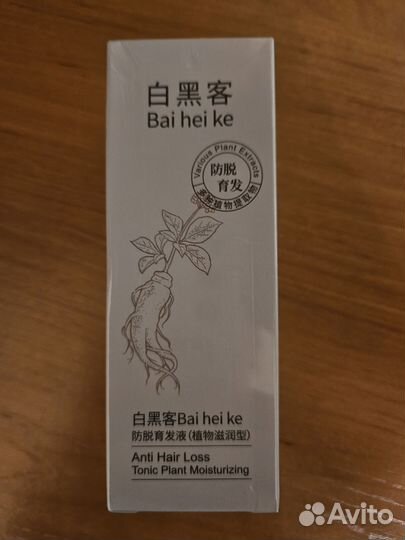 白黑客
Bai hei ke
Various Plant Extracts
防脱
育发
多种植物提取物
白黑客Bai hei ke
防脱育发液(植物滋润型)
Anti Hair Loss
Tonic Plant Moisturizing
Avito